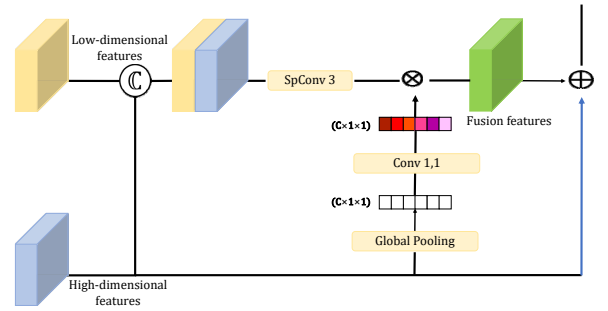 Low-dimensional
features
ℂ
SpConv 3
Fusion features
(C×1×1)
Conv 1,1
(C×1×1)
Global Pooling
High-dimensional
features